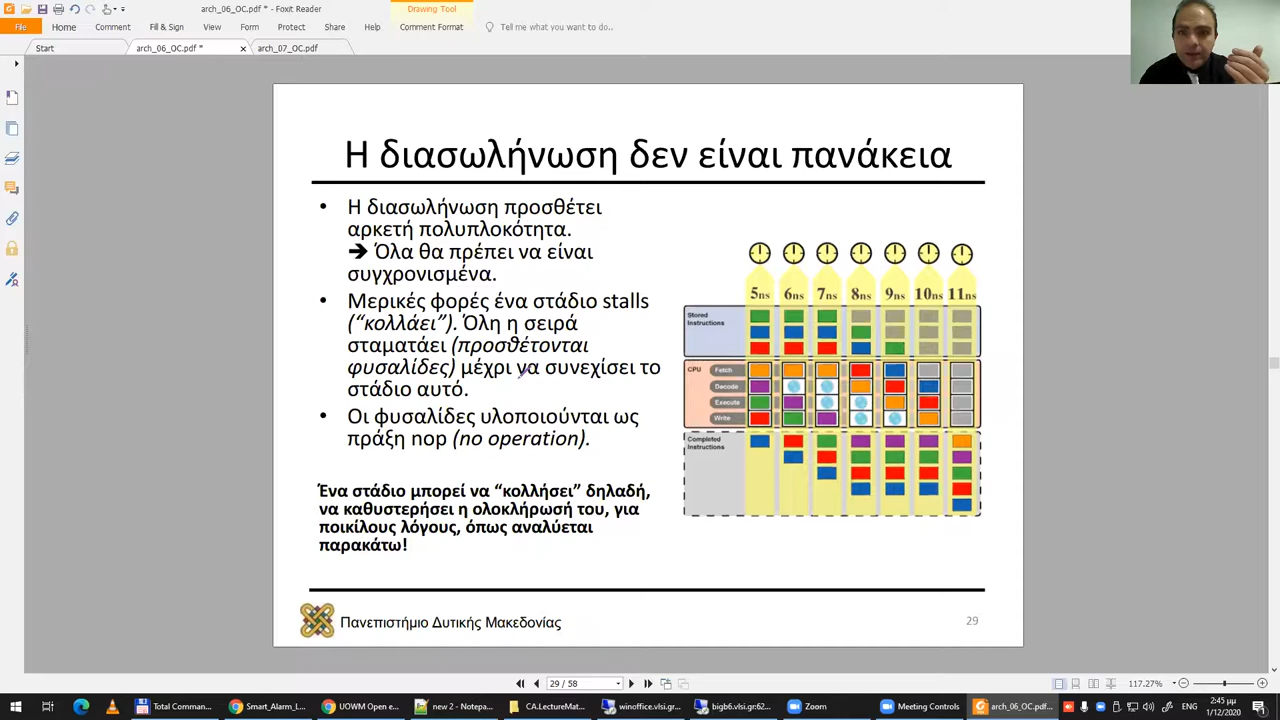 arch_06_OC.pdf * - Foxit Reader
Drawing Tool
File Home Comment Fill & Sign View Form Protect Share Help Comment Format Tell me what you want to do..
Start arch_06_OC.pdf * arch_07_OC.pdf
Η διασωλήνωση δεν είναι πανάκεια
• Η διασωλήνωση προσθέτει
αρκετή πολυπλοκότητα.
➔ Όλα θα πρέπει να είναι
συγχρονισμένα.
• Μερικές φορές ένα στάδιο stalls
(“κολλάει”). Όλη η σειρά
σταματάει (προσθέτονται
φυσαλίδες) μέχρι να συνεχίσει το
στάδιο αυτό.
• Οι φυσαλίδες υλοποιούνται ως
πράξη nop (no operation).
Ένα στάδιο μπορεί να “κολλήσει” δηλαδή,
να καθυστερήσει η ολοκλήρωσή του, για
ποικίλους λόγους, όπως αναλύεται
παρακάτω!
5ns 6ns 7ns 8ns 9ns 10ns 11ns
Stored
Instructions
CPU Fetch
Decode
Execute
Write
Completed
Instructions
Πανεπιστήμιο Δυτικής Μακεδονίας
29
29 / 58
117.27%
Total Comman... Smart_Alarm_I... UOWM Open e... new 2 - Notepa... CA.LectureMat... winoffice.vlsi.gr... bigb6.vlsi.gr:62... Zoom Meeting Controls arch_06_OC.pdf...
2:45 μμ
1/12/2020